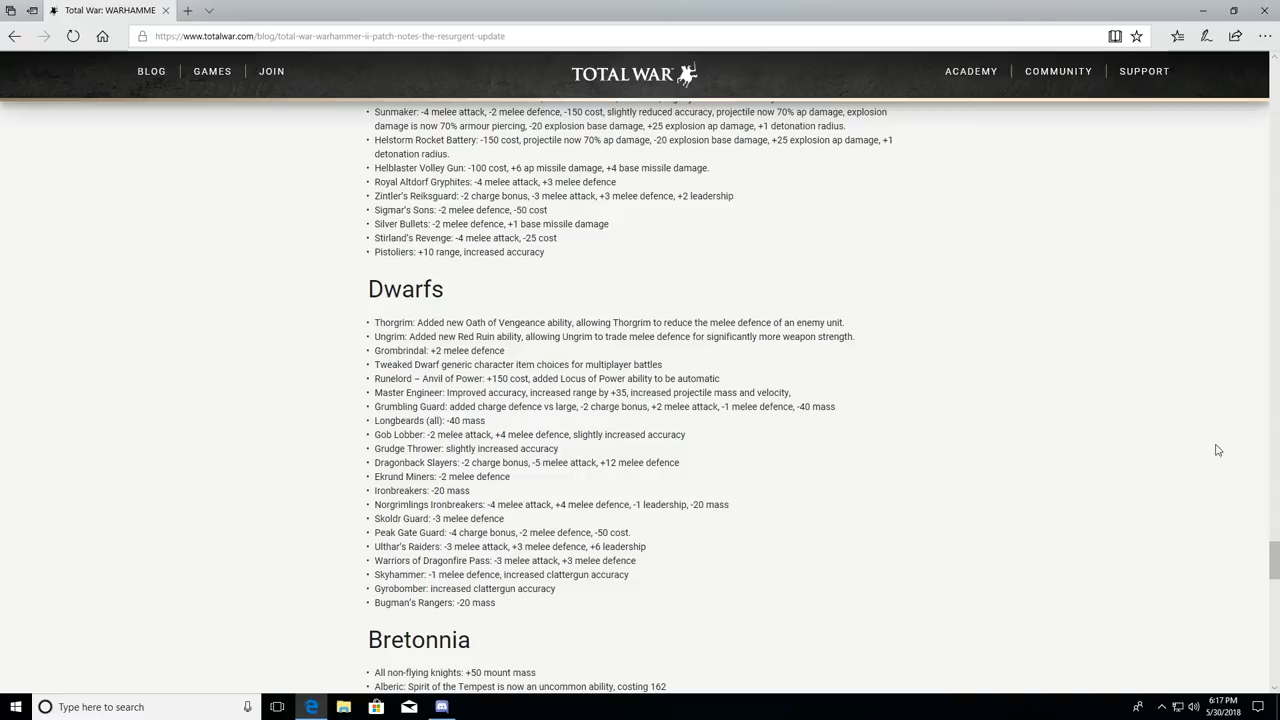 Total War: WARHAMME
https://www.totalwar.com/blog/total-war-warhammer-ii-patch-notes-the-resurgent-update
BLOG GAMES JOIN TOTAL WAR ACADEMY COMMUNITY SUPPORT
• Sunmaker: -4 melee attack, -2 melee defence, -150 cost, slightly reduced accuracy, projectile now 70% ap damage, explosion
damage is now 70% armour piercing, -20 explosion base damage, +25 explosion ap damage, +1 detonation radius.
• Helstorm Rocket Battery: -150 cost, projectile now 70% ap damage, -20 explosion base damage, +25 explosion ap damage, +1
detonation radius.
• Helblaster Volley Gun: -100 cost, +6 ap missile damage, +4 base missile damage.
• Royal Altdorf Gryphites: -4 melee attack, +3 melee defence
• Zintler's Reiksguard: -2 charge bonus, -3 melee attack, +3 melee defence, +2 leadership
• Sigmar's Sons: -2 melee defence, -50 cost
• Silver Bullets: -2 melee defence, +1 base missile damage
• Stirland's Revenge: -4 melee attack, -25 cost
• Pistoliers: +10 range, increased accuracy
Dwarfs
• Thorgrim: Added new Oath of Vengeance ability, allowing Thorgrim to reduce the melee defence of an enemy unit.
• Ungrim: Added new Red Ruin ability, allowing Ungrim to trade melee defence for significantly more weapon strength.
• Grombrindal: +2 melee defence
• Tweaked Dwarf generic character item choices for multiplayer battles
• Runelord – Anvil of Power: +150 cost, added Locus of Power ability to be automatic
• Master Engineer: Improved accuracy, increased range by +35, increased projectile mass and velocity,
• Grumbling Guard: added charge defence vs large, -2 charge bonus, +2 melee attack, -1 melee defence, -40 mass
• Longbeards (all): -40 mass
• Gob Lobber: -2 melee attack, +4 melee defence, slightly increased accuracy
• Grudge Thrower: slightly increased accuracy
• Dragonback Slayers: -2 charge bonus, -5 melee attack, +12 melee defence
• Ekrund Miners: -2 melee defence
• Ironbreakers: -20 mass
• Norgrimlings Ironbreakers: -4 melee attack, +4 melee defence, -1 leadership, -20 mass
• Skoldr Guard: -3 melee defence
• Peak Gate Guard: -4 charge bonus, -2 melee defence, -50 cost.
• Ulthar's Raiders: -3 melee attack, +3 melee defence, +6 leadership
• Warriors of Dragonfire Pass: -3 melee attack, +3 melee defence
• Skyhammer: -1 melee defence, increased clattergun accuracy
• Gyrobomber: increased clattergun accuracy
• Bugman's Rangers: -20 mass
Bretonnia
• All non-flying knights: +50 mount mass
• Alberic: Spirit of the Tempest is now an uncommon ability, costing 162
Type here to search
6:17 PM
5/30/2018